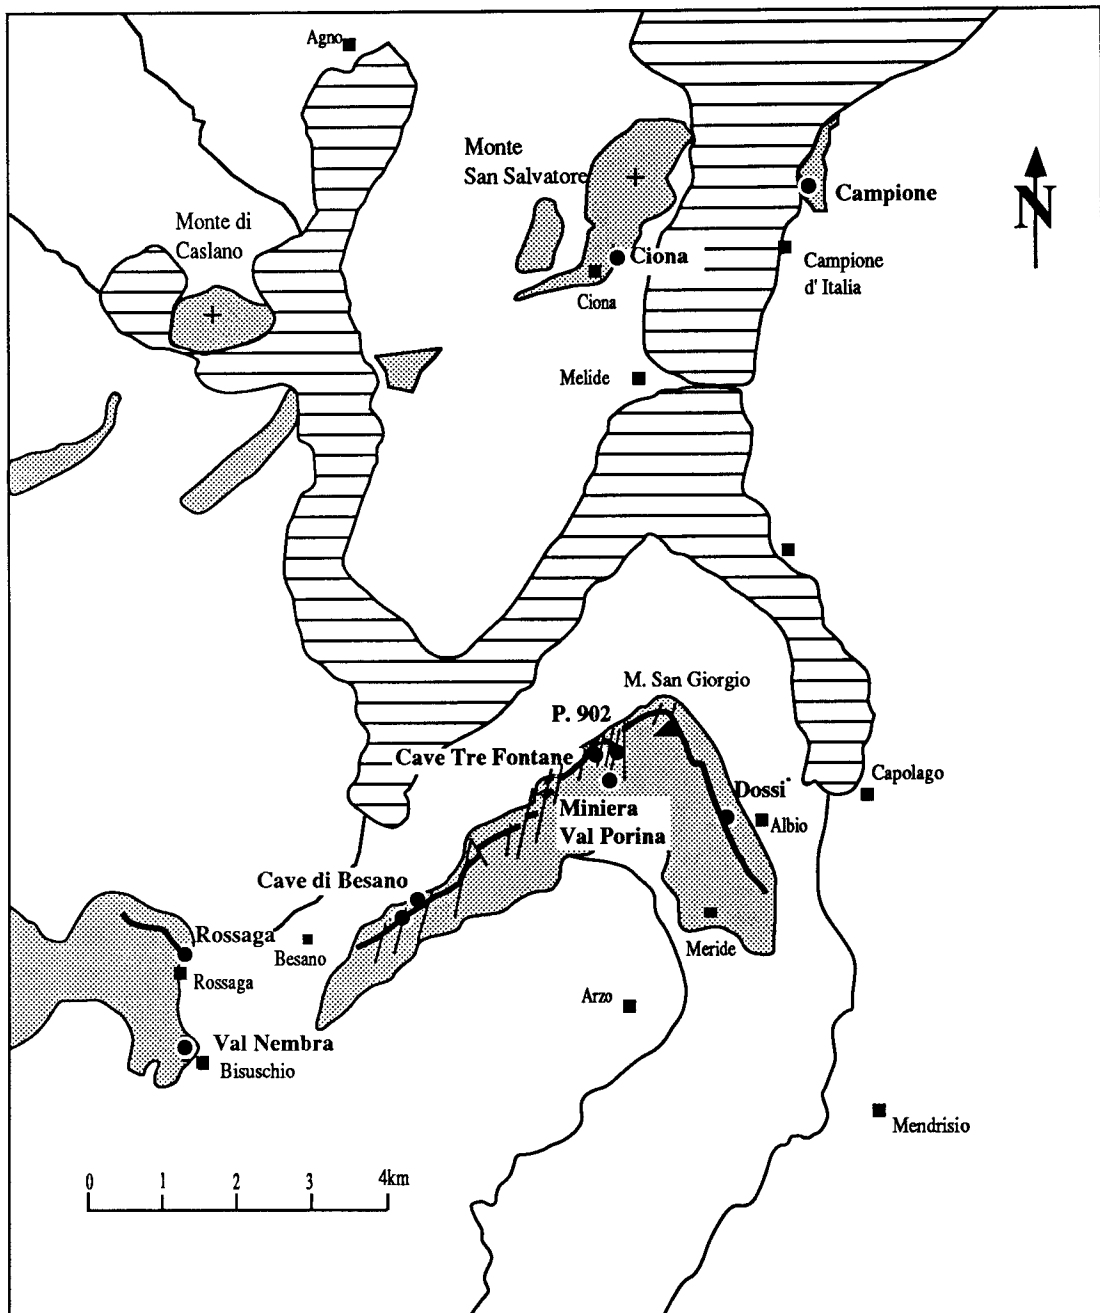 Agno
Monte
San Salvatore
Campione
N
Monte di
Caslano
Ciona
Campione
d' Italia
Ciona
Melide
M. San Giorgio
P. 902
Cave Tre Fontane
Capolago
Dossi
Miniera
Val Porina
Albio
Cave di Besano
Rossaga
Besano
Meride
Rossaga
Arzo
Val Nembra
Bisuschio
Mendrisio
0 1 2 3 4km